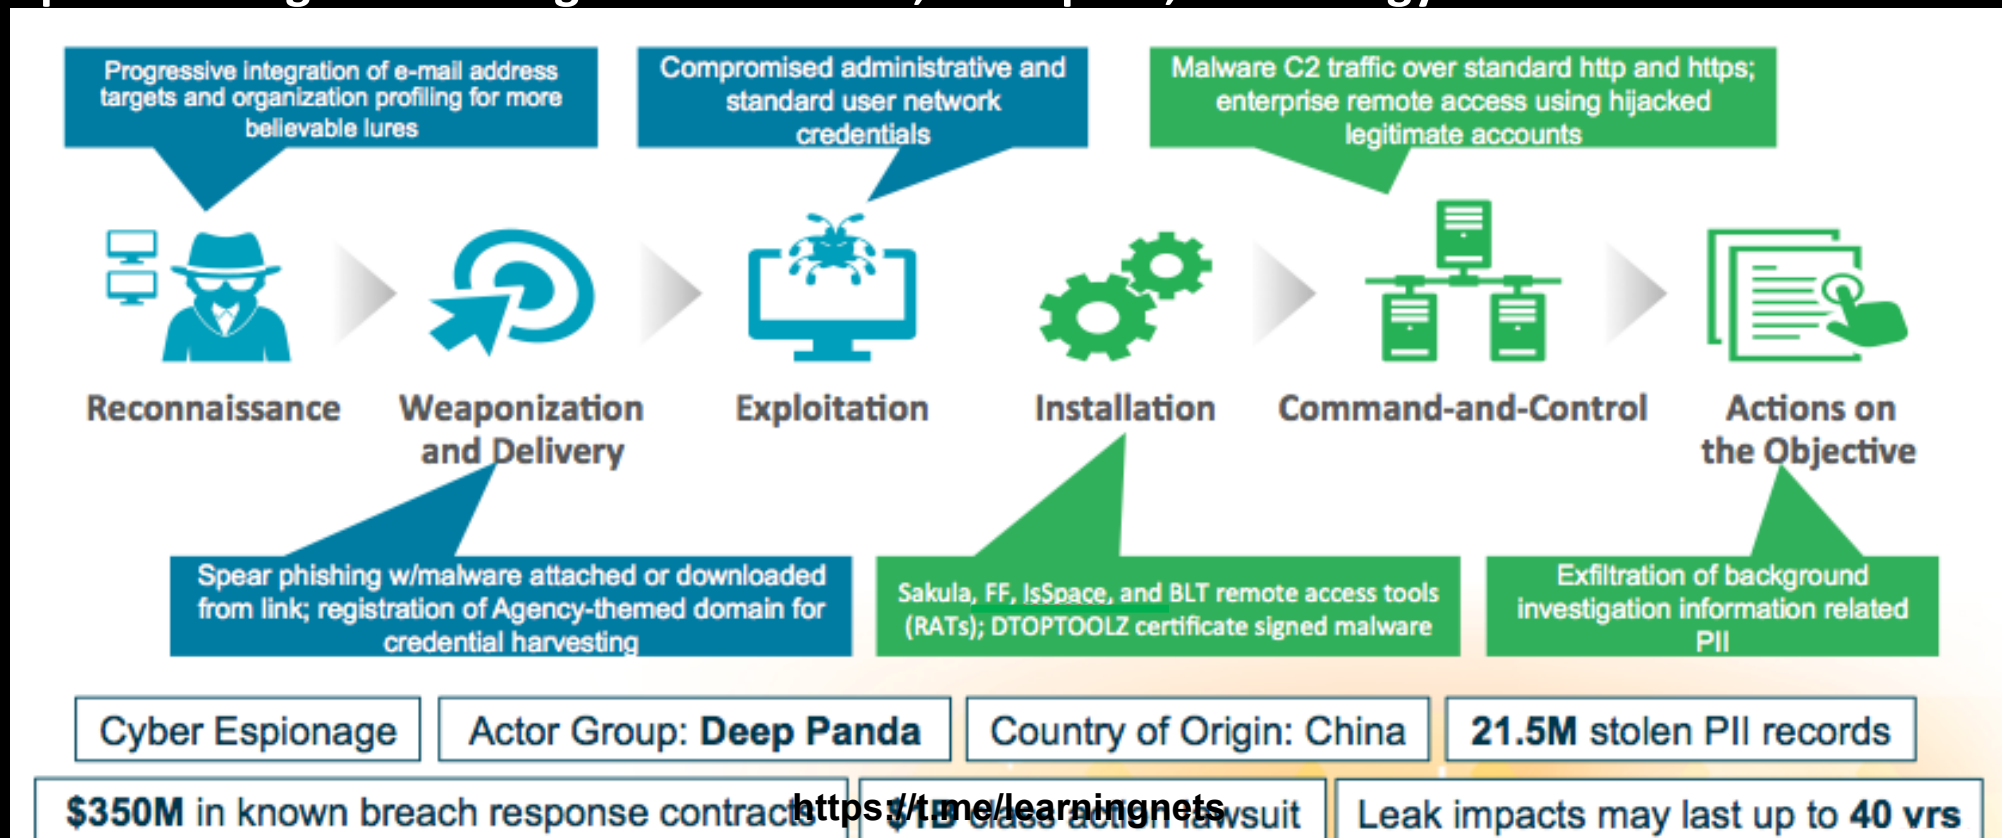 Progressive integration of e-mail address
targets and organization profiling for more
believable lures
Compromised administrative and
standard user network
credentials
Malware C2 traffic over standard http and https;
enterprise remote access using hijacked
legitimate accounts
Reconnaissance
Weaponization
and Delivery
Exploitation
Installation
Command-and-Control
Actions on
the Objective
Spear phishing w/malware attached or downloaded
from link; registration of Agency-themed domain for
credential harvesting
Sakula, FF, IsSpace, and BLT remote access tools
(RATs); DTOPTOOLZ certificate signed malware
Exfiltration of background
investigation information related
PII
Cyber Espionage
Actor Group: Deep Panda
Country of Origin: China
21.5M stolen PII records
$350M in known breach response contracts
$1B class action lawsuit
https://t.me/learningnets
Leak impacts may last up to 40 yrs